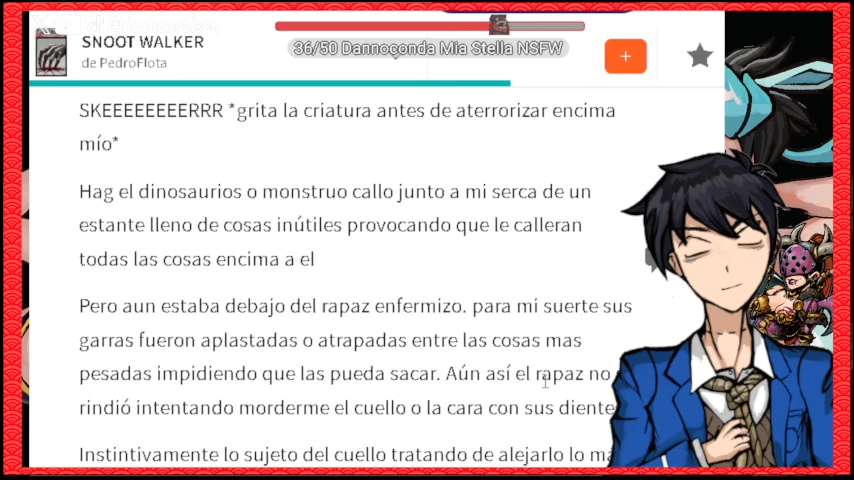 SNOOT WALKER
de PedroFlota
36/50 Dannoconda Mia Stella NSFW
+
SKEEEEEEEERRR *grita la criatura antes de aterrorizar encima
mío*
Hag el dinosaurios o monstruo callo junto a mi serca de un
estante lleno de cosas inútiles provocando que le calleran
todas las cosas encima a el
Pero aun estaba debajo del rapaz enfermizo. para mi suerte sus
garras fueron aplastadas o atrapadas entre las cosas mas
pesadas impidiendo que las pueda sacar. Aún así el rapaz no
rindió intentando morderme el cuello o la cara con sus diente
Instintivamente lo sujeto del cuello tratando de alejarlo lo m